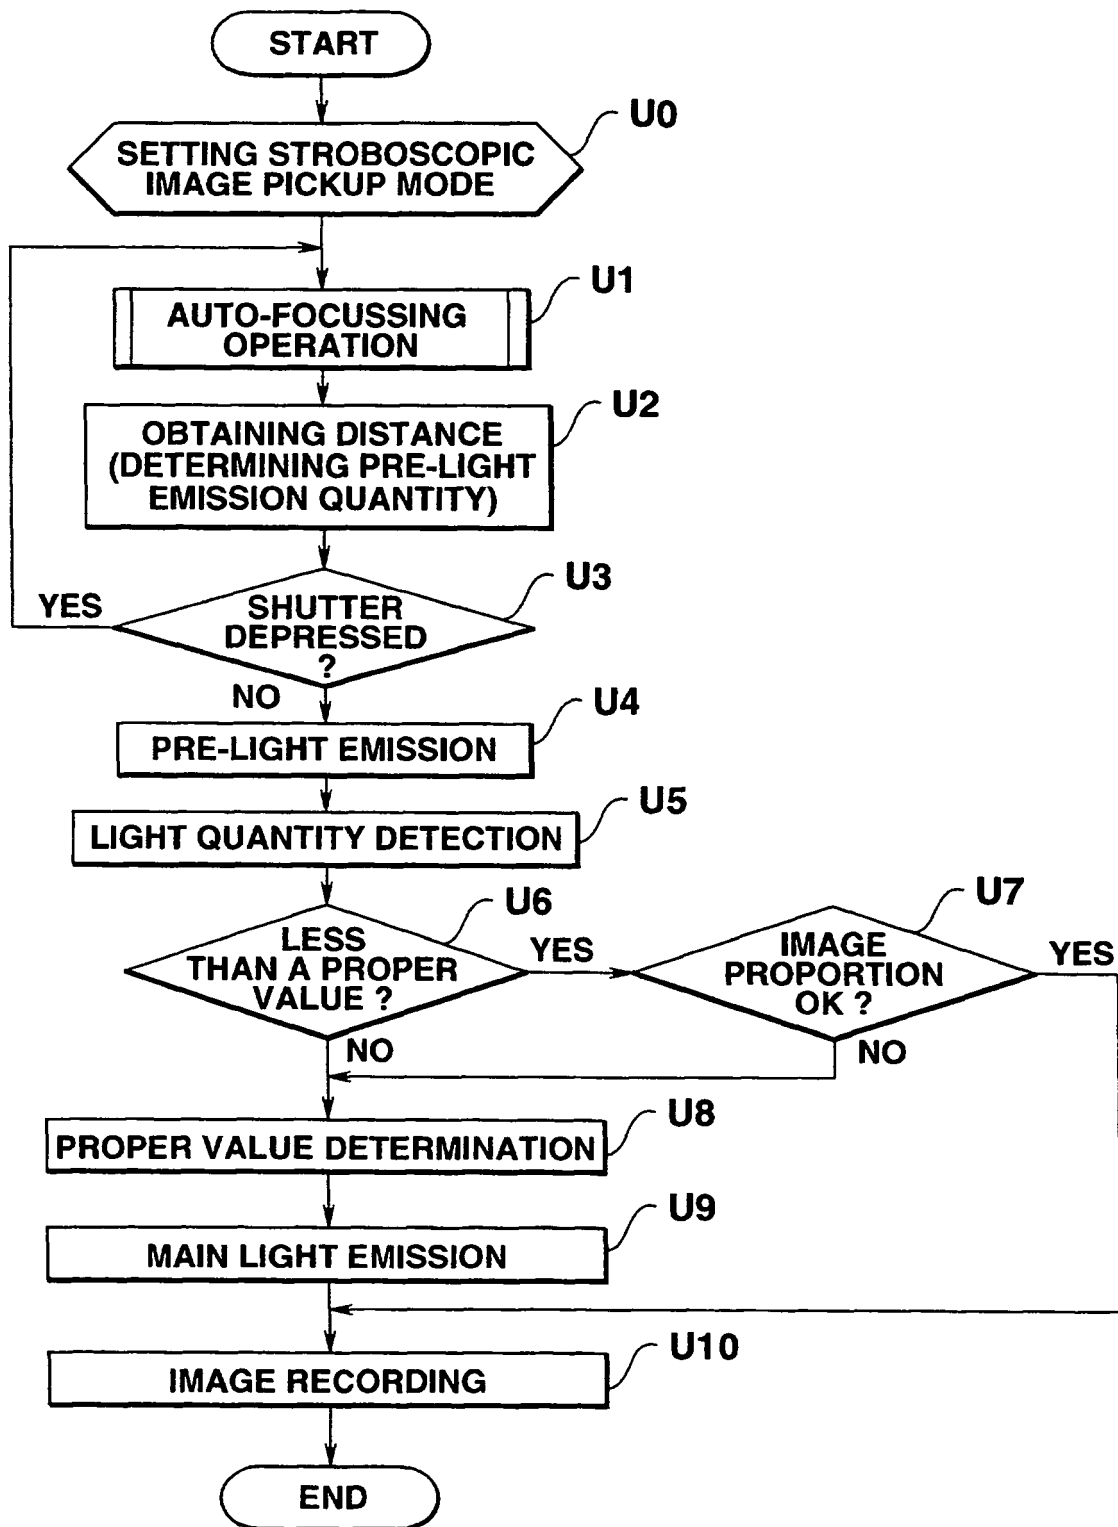 START
U0
SETTING STROBOSCOPIC
IMAGE PICKUP MODE
U1
AUTO-FOCUSSING
OPERATION
U2
OBTAINING DISTANCE
(DETERMINING PRE-LIGHT
EMISSION QUANTITY)
U3
YES
SHUTTER
DEPRESSED
?
NO
U4
PRE-LIGHT EMISSION
U5
LIGHT QUANTITY DETECTION
U6
LESS
THAN A PROPER
VALUE ?
YES
NO
U7
IMAGE
PROPORTION
OK ?
YES
NO
U8
PROPER VALUE DETERMINATION
U9
MAIN LIGHT EMISSION
U10
IMAGE RECORDING
END